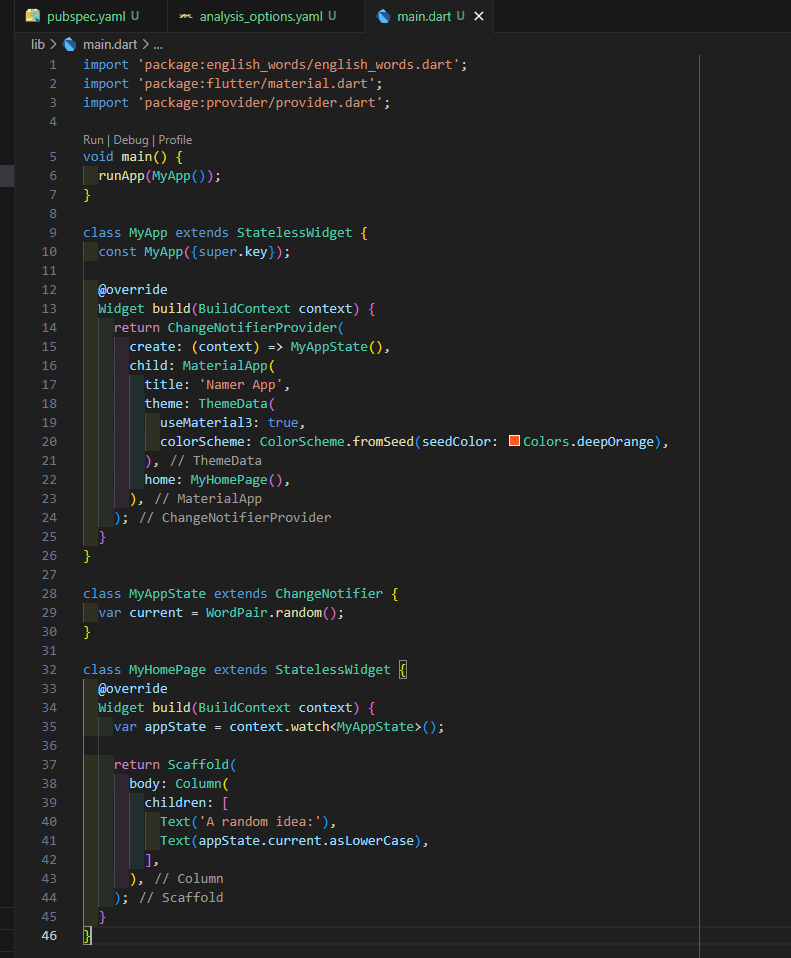 pubspec.yaml U analysis_options.yaml U main.dart U
lib > main.dart > ...
1 import 'package:english_words/english_words.dart';
2 import 'package:flutter/material.dart';
3 import 'package:provider/provider.dart';
4
Run | Debug | Profile
5 void main() {
6   runApp(MyApp());
7 }
8
9 class MyApp extends StatelessWidget {
10   const MyApp({super.key});
11
12   @override
13   Widget build(BuildContext context) {
14     return ChangeNotifierProvider(
15       create: (context) => MyAppState(),
16       child: MaterialApp(
17         title: 'Namer App',
18         theme: ThemeData(
19           useMaterial3: true,
20           colorScheme: ColorScheme.fromSeed(seedColor: Colors.deepOrange),
21         ), // ThemeData
22         home: MyHomePage(),
23       ), // MaterialApp
24     ); // ChangeNotifierProvider
25   }
26 }
27
28 class MyAppState extends ChangeNotifier {
29   var current = WordPair.random();
30 }
31
32 class MyHomePage extends StatelessWidget {
33   @override
34   Widget build(BuildContext context) {
35     var appState = context.watch<MyAppState>();
36
37     return Scaffold(
38       body: Column(
39         children: [
40           Text('A random idea:'),
41           Text(appState.current.asLowerCase),
42         ],
43       ), // Column
44     ); // Scaffold
45   }
46 }